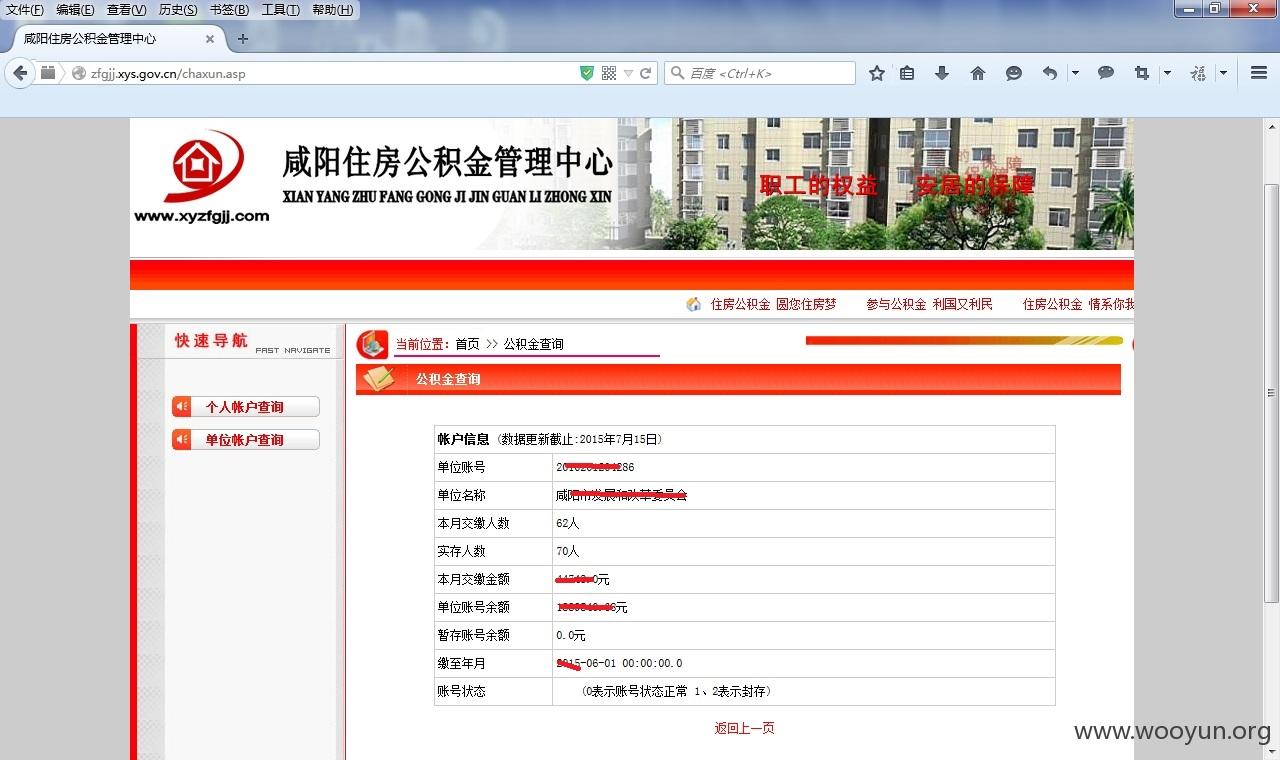 文件(F) 编辑(E) 查看(V) 历史(S) 书签(B) 工具(T) 帮助(H)
咸阳住房公积金管理中心
zfgjj.xys.gov.cn/chaxun.asp
百度 <Ctrl+K>
咸阳住房公积金管理中心
XIAN YANG ZHU FANG GONG JI JIN GUAN LI ZHONG XIN
www.xyzfgjj.com
职工的权益 安居的保障
住房公积金 圆您住房梦 参与公积金 利国又利民 住房公积金 情系你我
快速导航
FAST NAVIGATE
当前位置：首页 >> 公积金查询
公积金查询
个人帐户查询
单位帐户查询
帐户信息 (数据更新截止:2015年7月15日)
单位账号 286
单位名称
本月交缴人数 62人
实存人数 70人
本月交缴金额 0元
单位账号余额 元
暂存账号余额 0.0元
缴至年月 -06-01 00:00:00.0
账号状态 (0表示账号状态正常 1、2表示封存)
返回上一页
www.wooyun.org